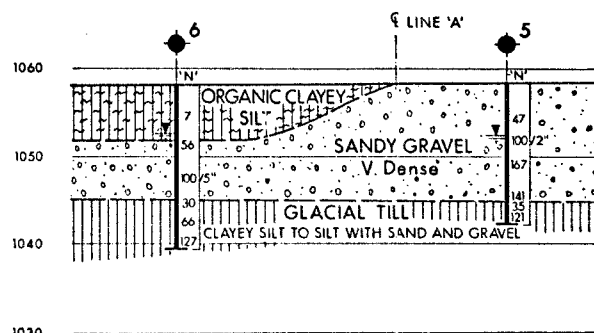 6
℄ LINE 'A'
5
1060
'N'
'N'
ORGANIC CLAYEY
SILT
7
47
100/2"
56
1050
SANDY GRAVEL
V. Dense
167
100/5"
141
30
GLACIAL TILL
35
66
121
CLAYEY SILT TO SILT WITH SAND AND GRAVEL
1040
127
1030